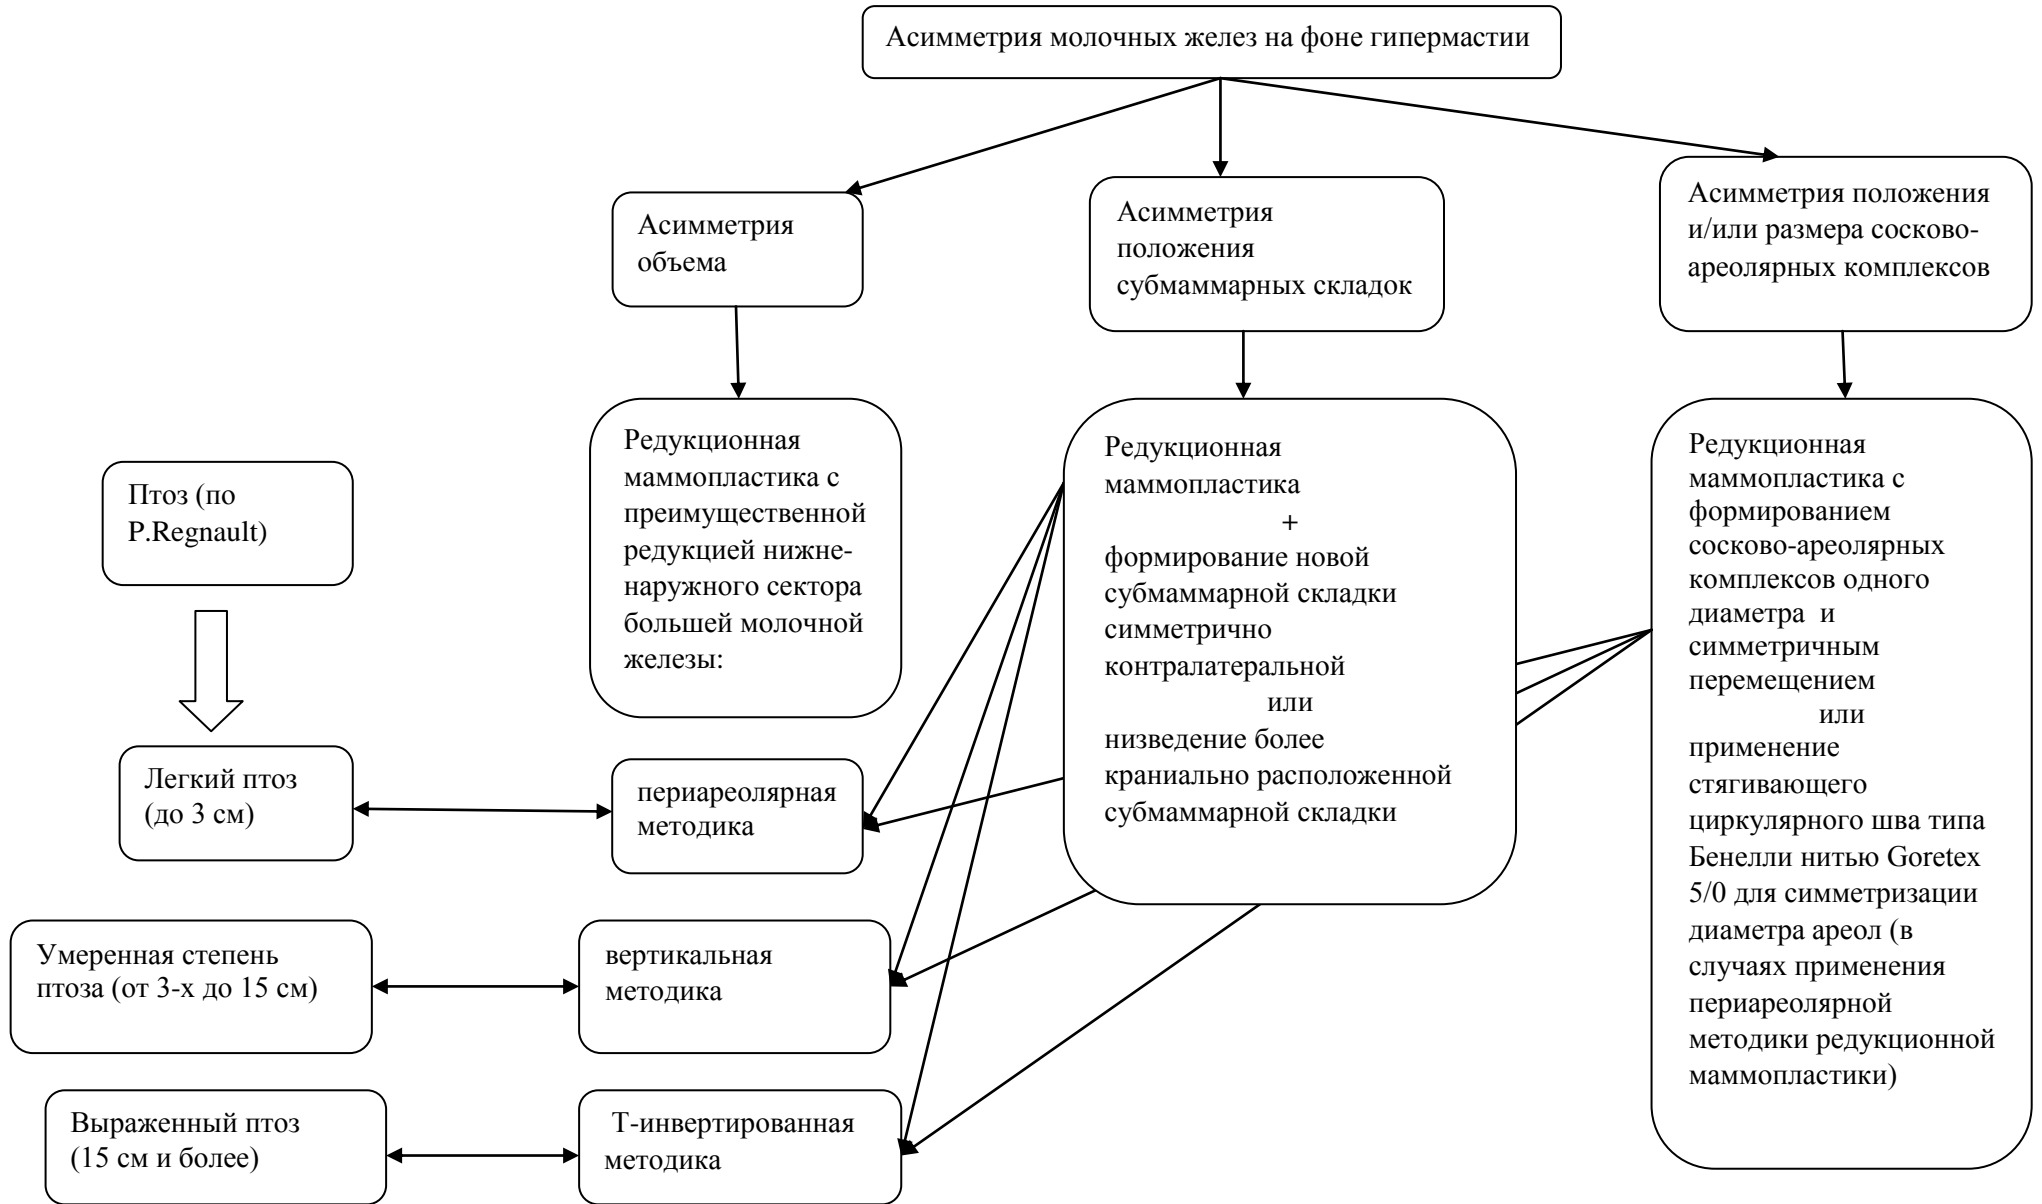 Асимметрия молочных желез на фоне гипермастии
Асимметрия
объема
Асимметрия
положения
субмаммарных складок
Асимметрия положения
и/или размера сосково-
ареолярных комплексов
Редукционная
маммопластика с
преимущественной
редукцией нижне-
наружного сектора
большей молочной
железы:
Редукционная
маммопластика
+
формирование новой
субмаммарной складки
симметрично
контралатеральной
или
низведение более
краниально расположенной
субмаммарной складки
Редукционная
маммопластика с
формированием
сосково-ареолярных
комплексов одного
диаметра и
симметричным
перемещением
или
применение
стягивающего
циркулярного шва типа
Бенелли нитью Goretex
5/0 для симметризации
диаметра ареол (в
случаях применения
периареолярной
методики редукционной
маммопластики)
Птоз (по
P.Regnault)
Легкий птоз
(до 3 см)
периареолярная
методика
Умеренная степень
птоза (от 3-х до 15 см)
вертикальная
методика
Выраженный птоз
(15 см и более)
Т-инвертированная
методика